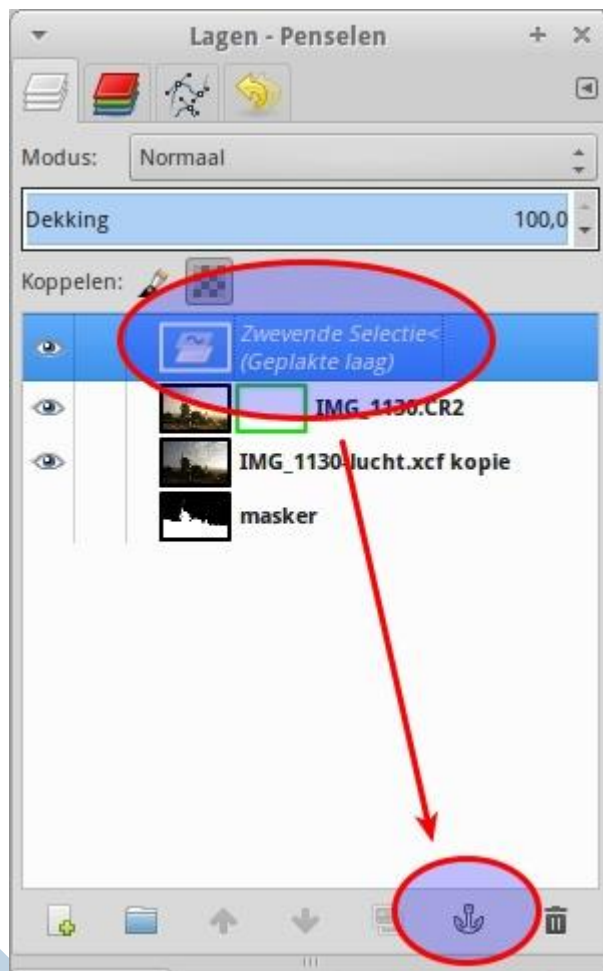 Lagen - Penselen
Modus: Normaal
Dekking 100,0
Koppelen:
Zwevende Selectie<
(Geplakte laag)
IMG_1130.CR2
IMG_1130-lucht.xcf kopie
masker